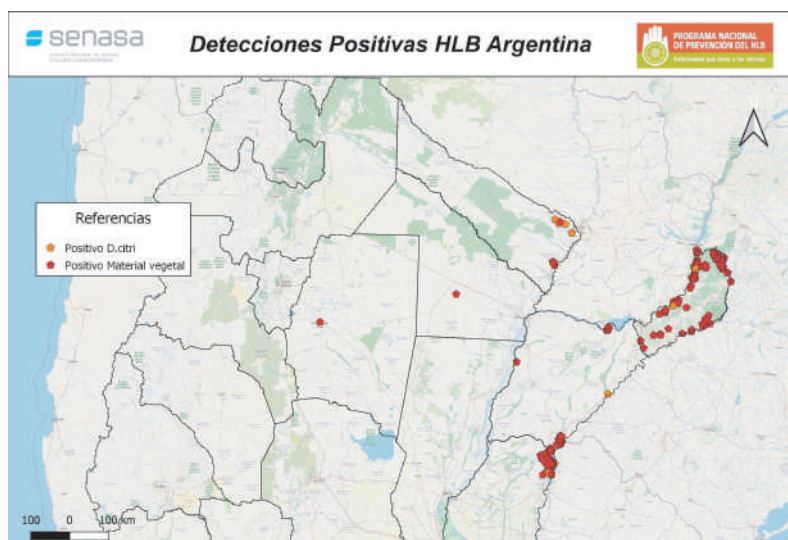 senasa
Detecciones Positivas HLB Argentina
PROGRAMA NACIONAL
DE PREVENCIÓN DEL HLB
Referencias
Positivo D.citri
Positivo Material vegetal
100 0 100 km